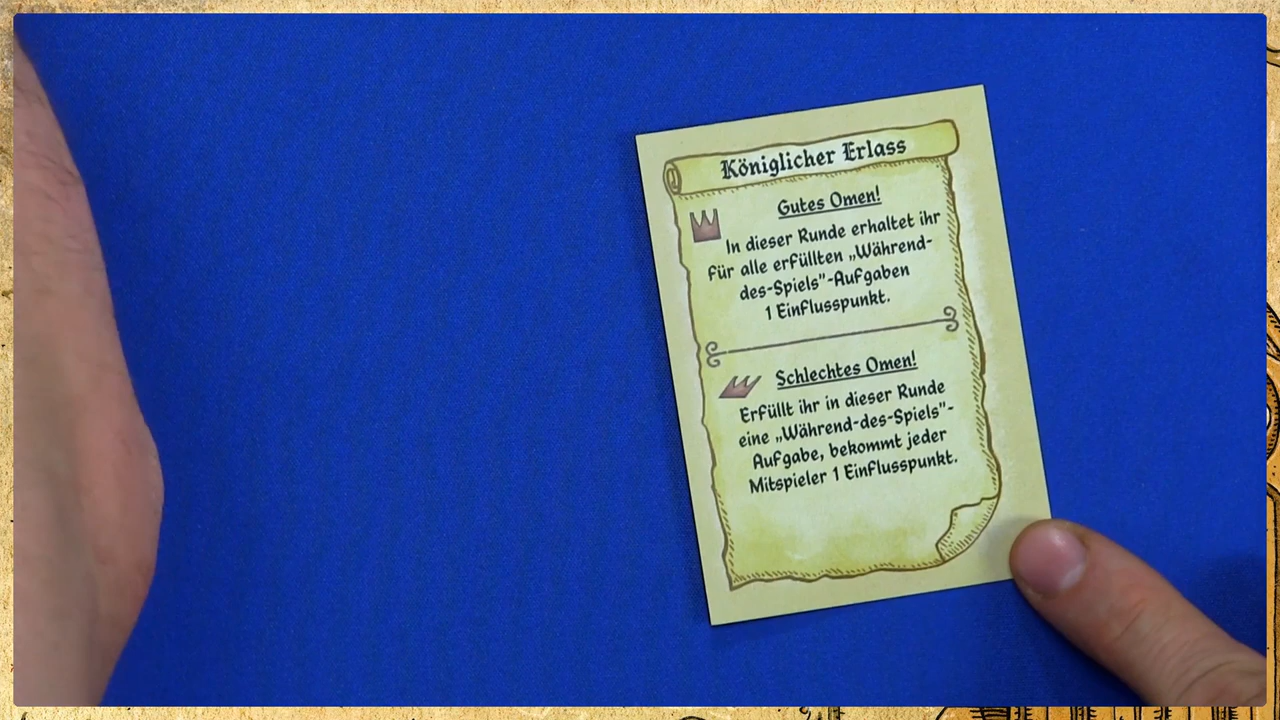 Königlicher Erlass
Gutes Omen!
In dieser Runde erhaltet ihr
für alle erfüllten „Während-
des-Spiels"-Aufgaben
1 Einflusspunkt.
Schlechtes Omen!
Erfüllt ihr in dieser Runde
eine „Während-des-Spiels"-
Aufgabe, bekommt jeder
Mitspieler 1 Einflusspunkt.